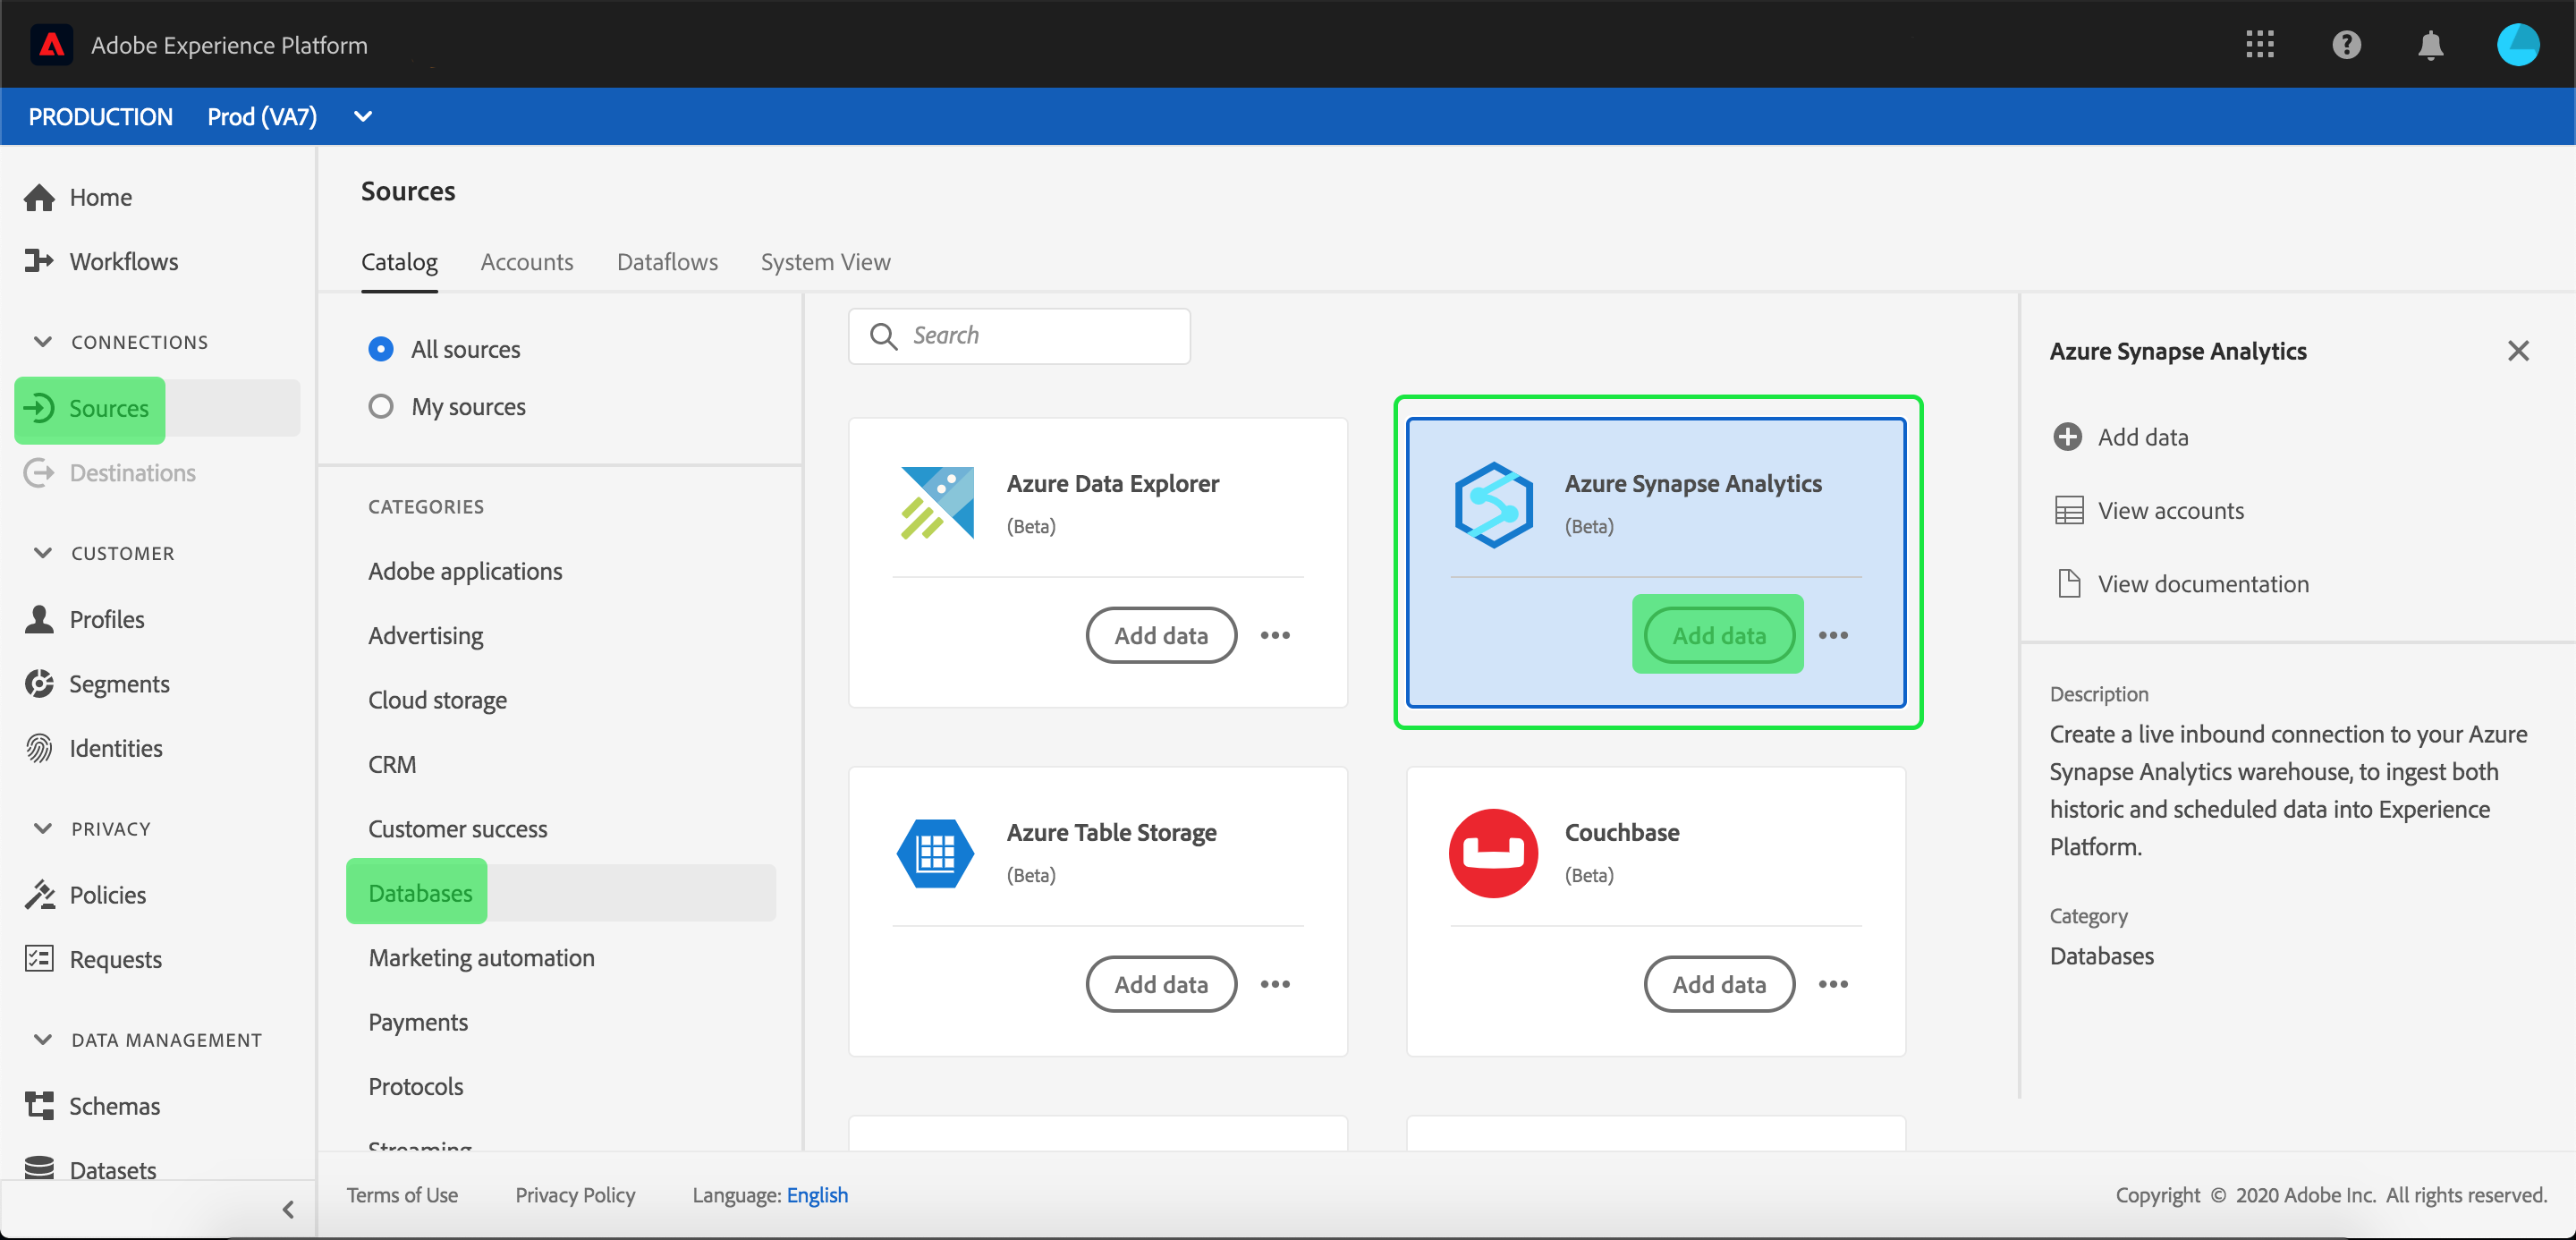 Adobe Experience Platform
PRODUCTION Prod (VA7)
Home
Workflows
CONNECTIONS
Sources
Destinations
CUSTOMER
Profiles
Segments
Identities
PRIVACY
Policies
Requests
DATA MANAGEMENT
Schemas
Datasets
Sources
Catalog Accounts Dataflows System View
All sources
My sources
CATEGORIES
Adobe applications
Advertising
Cloud storage
CRM
Customer success
Databases
Marketing automation
Payments
Protocols
Streaming
Search
Azure Data Explorer
(Beta)
Add data
Azure Synapse Analytics
(Beta)
Add data
Azure Table Storage
(Beta)
Add data
Couchbase
(Beta)
Add data
Azure Synapse Analytics
Add data
View accounts
View documentation
Description
Create a live inbound connection to your Azure
Synapse Analytics warehouse, to ingest both
historic and scheduled data into Experience
Platform.
Category
Databases
Terms of Use Privacy Policy Language: English
Copyright © 2020 Adobe Inc. All rights reserved.